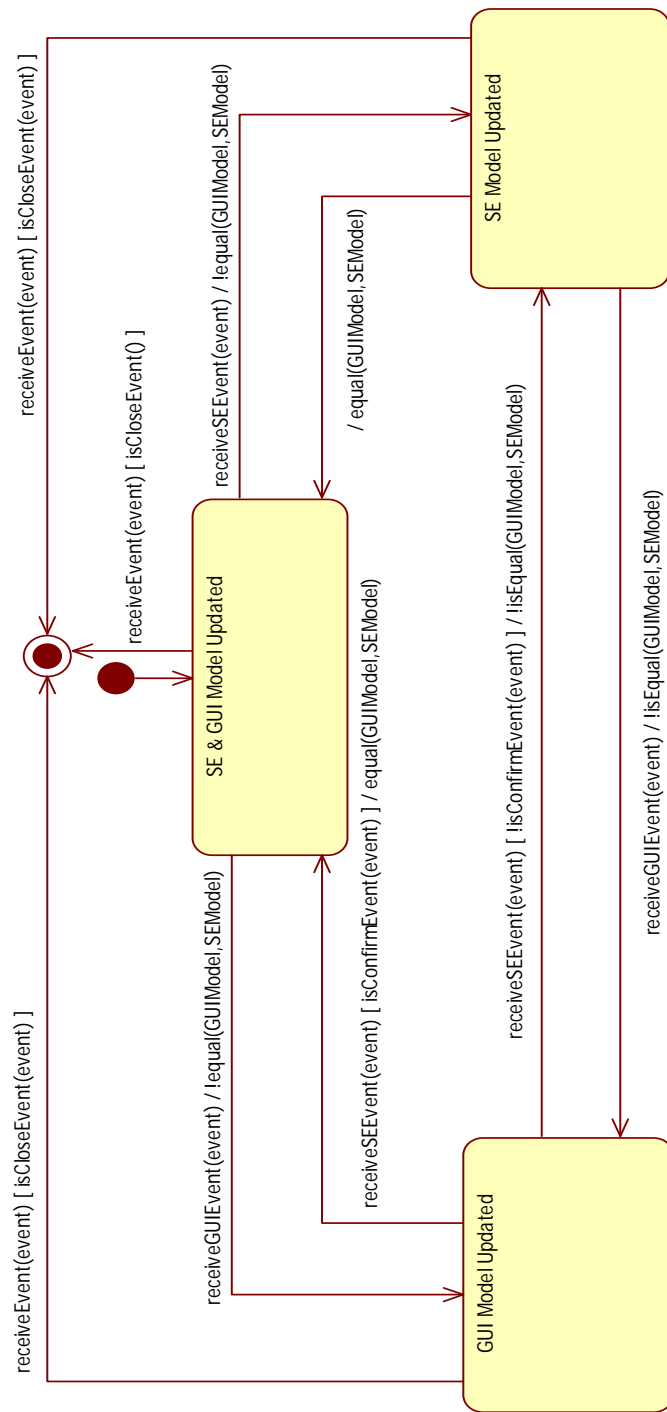 receiveEvent(event) [ isCloseEvent(event) ]
receiveEvent(event) [ isCloseEvent(event) ]
receiveEvent(event) [ isCloseEvent() ]
receiveGUIEvent(event) / !equal(GUIModel,SEModel)
SE & GUI Model Updated
receiveSEEvent(event) / !equal(GUIModel,SEModel)
receiveSEEvent(event) [ isConfirmEvent(event) ] / equal(GUIModel,SEModel)
/ equal(GUIModel,SEModel)
GUI Model Updated
SE Model Updated
receiveSEEvent(event) [ !isConfirmEvent(event) ] / !isEqual(GUIModel,SEModel)
receiveGUIEvent(event) / !isEqual(GUIModel,SEModel)